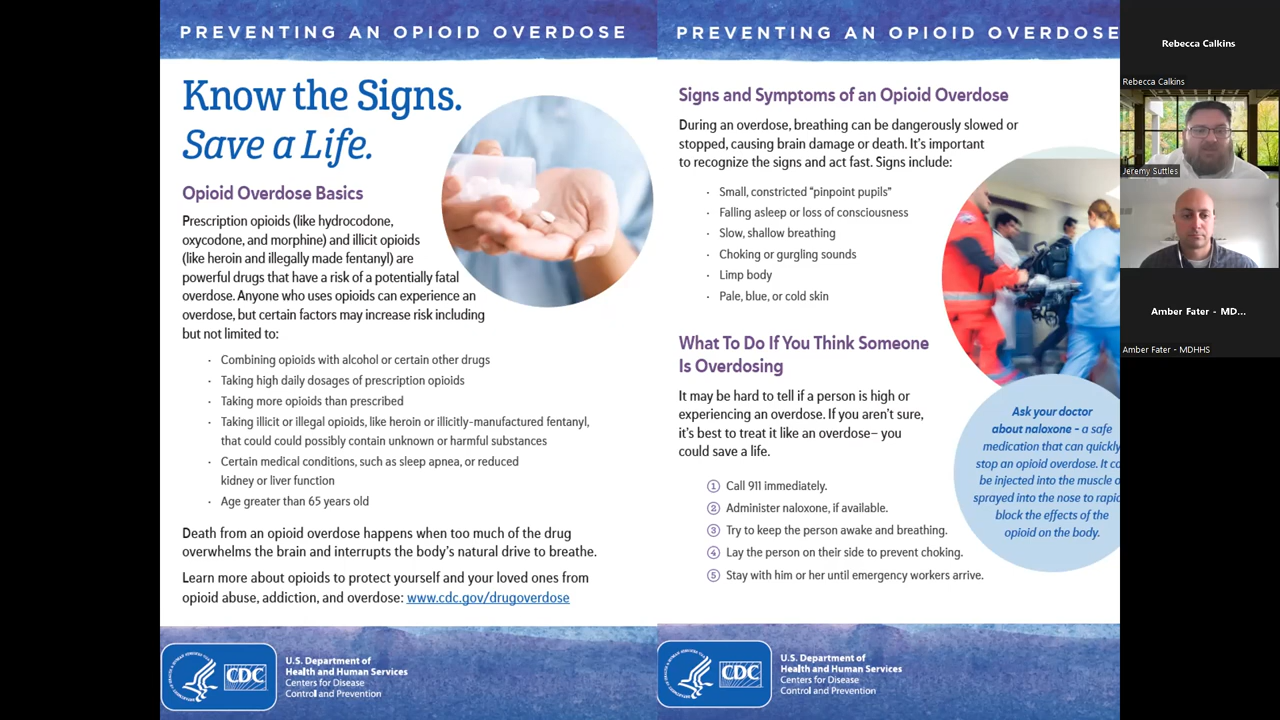 PREVENTING AN OPIOID OVERDOSE
Know the Signs.
Save a Life.
Opioid Overdose Basics
Prescription opioids (like hydrocodone,
oxycodone, and morphine) and illicit opioids
(like heroin and illegally made fentanyl) are
powerful drugs that have a risk of a potentially fatal
overdose. Anyone who uses opioids can experience an
overdose, but certain factors may increase risk including
but not limited to:
· Combining opioids with alcohol or certain other drugs
· Taking high daily dosages of prescription opioids
· Taking more opioids than prescribed
· Taking illicit or illegal opioids, like heroin or illicitly-manufactured fentanyl,
that could could possibly contain unknown or harmful substances
· Certain medical conditions, such as sleep apnea, or reduced
kidney or liver function
· Age greater than 65 years old
Death from an opioid overdose happens when too much of the drug
overwhelms the brain and interrupts the body's natural drive to breathe.
Learn more about opioids to protect yourself and your loved ones from
opioid abuse, addiction, and overdose: www.cdc.gov/drugoverdose
CDC
U.S. Department of
Health and Human Services
Centers for Disease
Control and Prevention
PREVENTING AN OPIOID OVERDOSE
Signs and Symptoms of an Opioid Overdose
During an overdose, breathing can be dangerously slowed or
stopped, causing brain damage or death. It's important
to recognize the signs and act fast. Signs include:
· Small, constricted "pinpoint pupils"
· Falling asleep or loss of consciousness
· Slow, shallow breathing
· Choking or gurgling sounds
· Limp body
· Pale, blue, or cold skin
What To Do If You Think Someone
Is Overdosing
It may be hard to tell if a person is high or
experiencing an overdose. If you aren't sure,
it's best to treat it like an overdose– you
could save a life.
1 Call 911 immediately.
2 Administer naloxone, if available.
3 Try to keep the person awake and breathing.
4 Lay the person on their side to prevent choking.
5 Stay with him or her until emergency workers arrive.
Ask your doctor
about naloxone - a safe
medication that can quickly
stop an opioid overdose. It
be injected into the muscle
sprayed into the nose to
block the effects of the
opioid on the body.
CDC
U.S. Department of
Health and Human Services
Centers for Disease
Control and Prevention
Rebecca Calkins
Rebecca Calkins
Jeremy Suttles
Amber Fater - MD...
Amber Fater - MDHHS